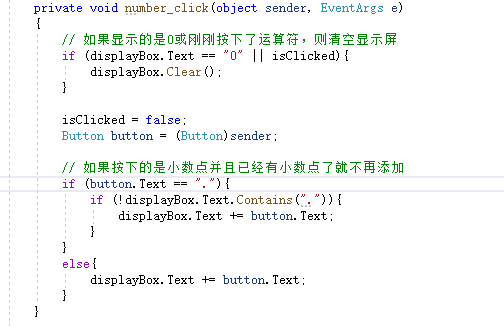 private void number_click(object sender, EventArgs e)
{
// 如果显示的是0或刚刚按下了运算符，则清空显示屏
if (displayBox.Text == "0" || isClicked){
displayBox.Clear();
}
isClicked = false;
Button button = (Button)sender;
// 如果按下的是小数点并且已经有小数点了就不再添加
if (button.Text == "."){
if (!displayBox.Text.Contains(".")){
displayBox.Text += button.Text;
}
}
else{
displayBox.Text += button.Text;
}
}